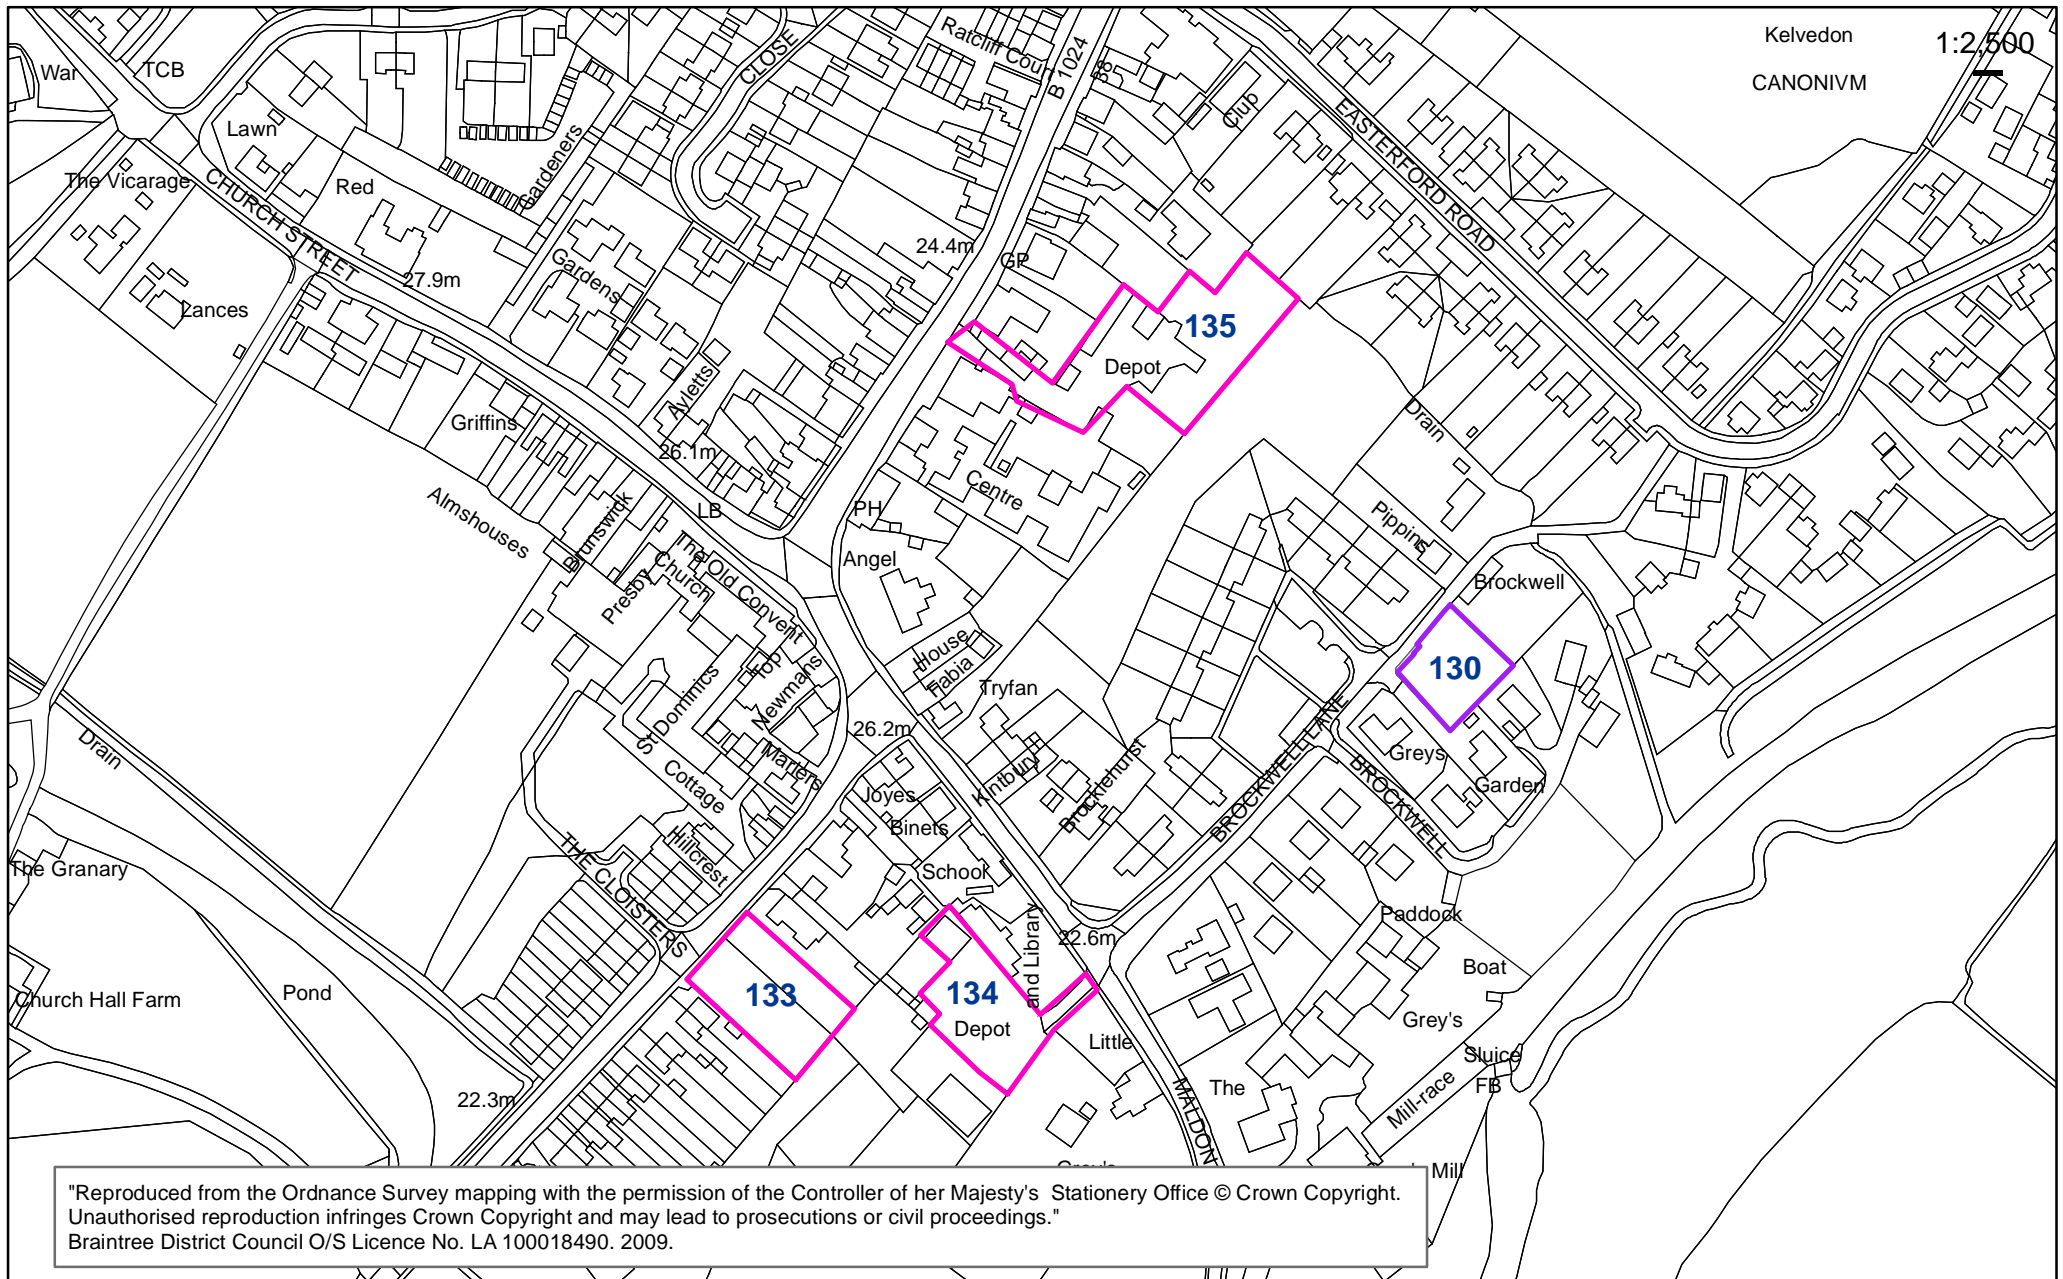 Kelvedon
1:2,500
CANONIVM
War
TCB
CLOSE
Ratcliff Cour
B 1024
58
Club
EASTERFORD ROAD
Lawn
The Vicarage
CHURCH STREET
Red
Gardeners
24.4m
GP
Gardens
27.9m
Lances
135
Depot
Ayletts
Griffins
26.1m
Drain
Almshouses
Brunswick
LB
PH
Centre
Pippins
Angel
The Old Convent
Presby
Church
Brockwell
House
Fabia
Top
Newmans
St Dominics
Tryfan
130
26.2m
Drain
Marlers
Cottage
Kintbury
Brocklehurst
BROCKWELL LANE
Greys
BROCKWELL
Garden
Joyes
Binets
Hillcrest
THE CLOISTERS
The Granary
School
and Library
22.6m
Paddock
Boat
Church Hall Farm
Pond
133
134
Depot
Little
Grey's
Sluice
FB
Mill-race
The
MALDON
22.3m
Mill
"Reproduced from the Ordnance Survey mapping with the permission of the Controller of her Majesty's Stationery Office © Crown Copyright.
Unauthorised reproduction infringes Crown Copyright and may lead to prosecutions or civil proceedings."
Braintree District Council O/S Licence No. LA 100018490. 2009.